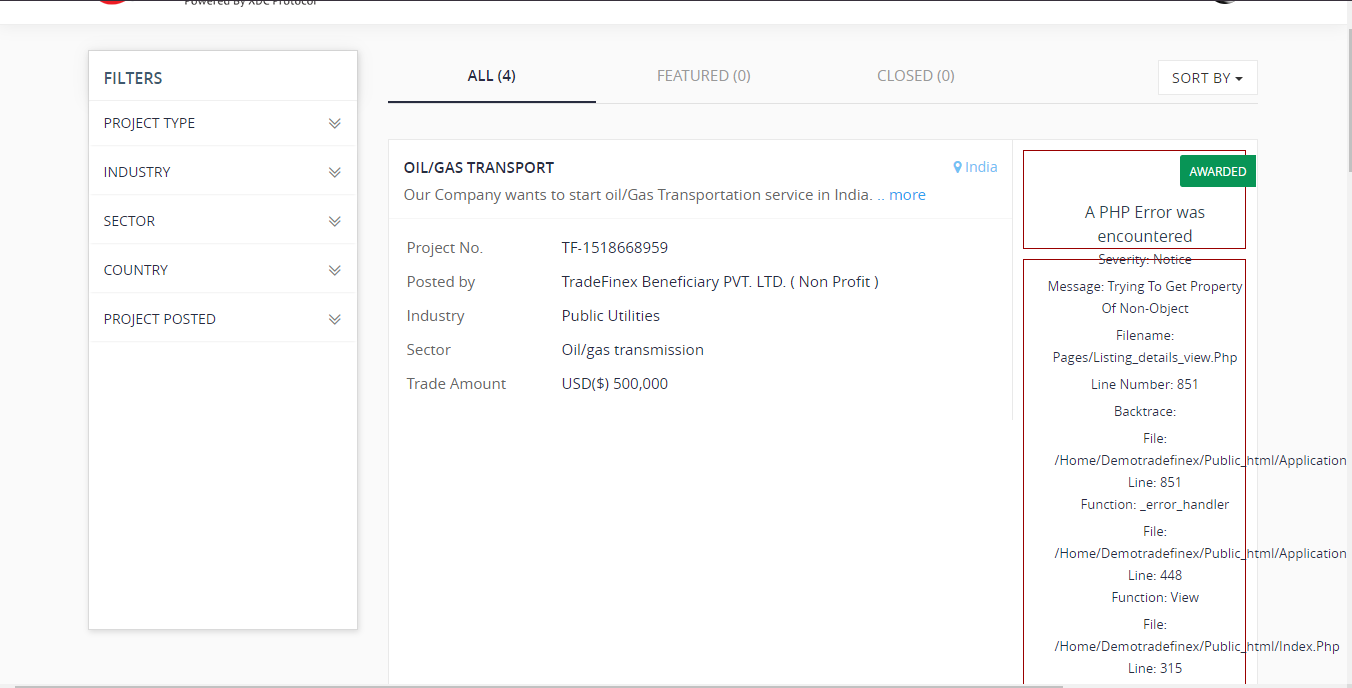 Powered By XDC Protocol
FILTERS
PROJECT TYPE
INDUSTRY
SECTOR
COUNTRY
PROJECT POSTED
ALL (4)
FEATURED (0)
CLOSED (0)
SORT BY
OIL/GAS TRANSPORT
India
Our Company wants to start oil/Gas Transportation service in India. .. more
Project No. TF-1518668959
Posted by TradeFinex Beneficiary PVT. LTD. ( Non Profit )
Industry Public Utilities
Sector Oil/gas transmission
Trade Amount USD($) 500,000
AWARDED
A PHP Error was
encountered
Severity: Notice
Message: Trying To Get Property
Of Non-Object
Filename:
Pages/Listing_details_view.Php
Line Number: 851
Backtrace:
File:
/Home/Demotradefinex/Public_html/Application
Line: 851
Function: _error_handler
File:
/Home/Demotradefinex/Public_html/Application
Line: 448
Function: View
File:
/Home/Demotradefinex/Public_html/Index.Php
Line: 315